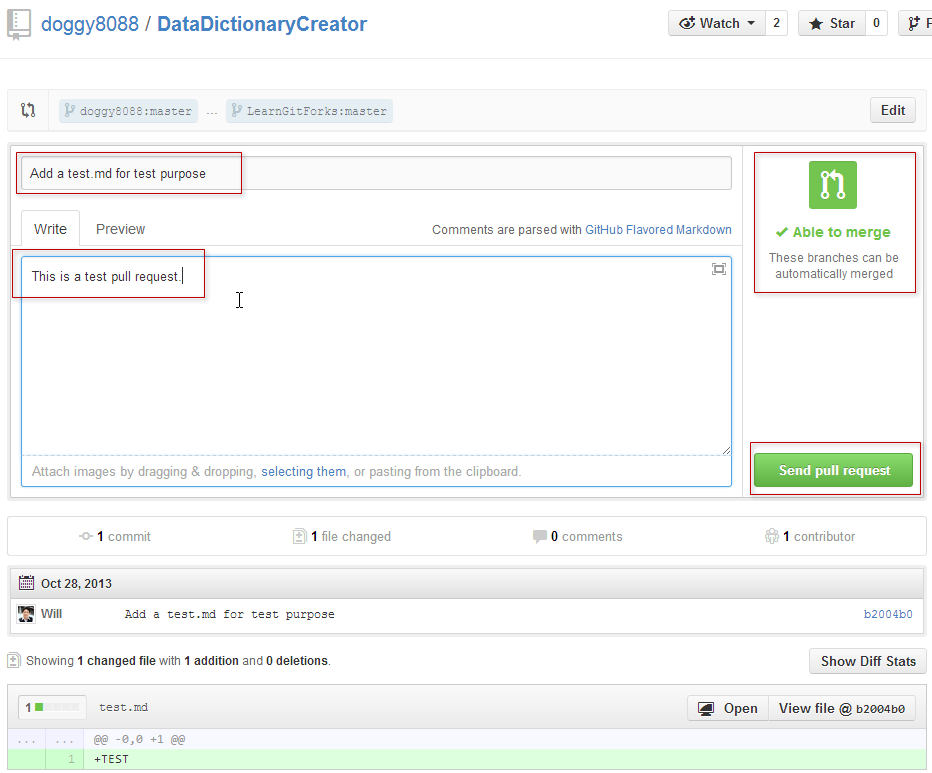 doggy8088 / DataDictionaryCreator
Watch 2 Star 0 F
doggy8088:master ... LearnGitForks:master Edit
Add a test.md for test purpose
Write Preview Comments are parsed with GitHub Flavored Markdown
This is a test pull request.
Able to merge
These branches can be
automatically merged
Attach images by dragging & dropping, selecting them, or pasting from the clipboard.
Send pull request
1 commit 1 file changed 0 comments 1 contributor
Oct 28, 2013
Will Add a test.md for test purpose b2004b0
Showing 1 changed file with 1 addition and 0 deletions.
Show Diff Stats
1 test.md Open View file @ b2004b0
... ... @@ -0,0 +1 @@
1 +TEST